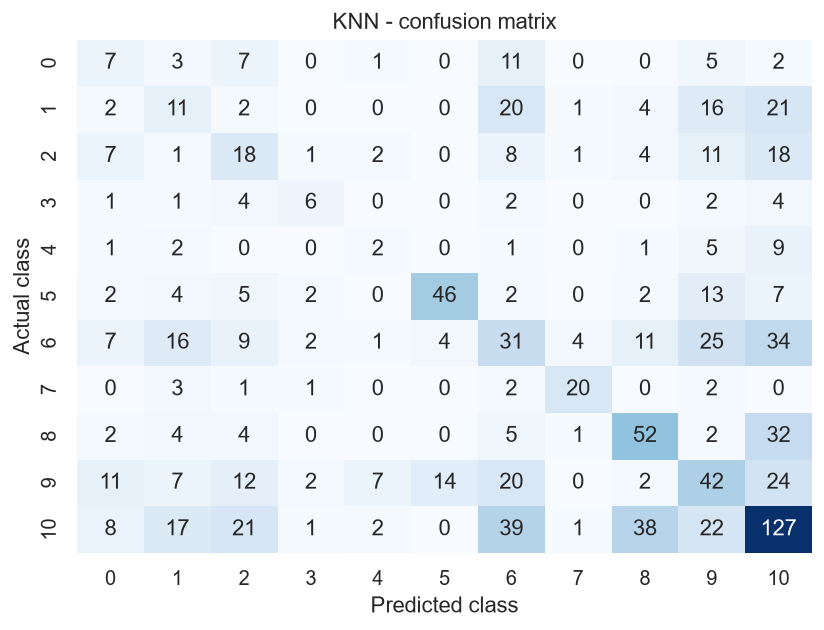 KNN - confusion matrix
0 7 3 7 0 1 0 11 0 0 5 2
1 2 11 2 0 0 0 20 1 4 16 21
2 7 1 18 1 2 0 8 1 4 11 18
3 1 1 4 6 0 0 2 0 0 2 4
4 1 2 0 0 2 0 1 0 1 5 9
5 2 4 5 2 0 46 2 0 2 13 7
6 7 16 9 2 1 4 31 4 11 25 34
7 0 3 1 1 0 0 2 20 0 2 0
8 2 4 4 0 0 0 5 1 52 2 32
9 11 7 12 2 7 14 20 0 2 42 24
10 8 17 21 1 2 0 39 1 38 22 127
0 1 2 3 4 5 6 7 8 9 10
Actual class
Predicted class